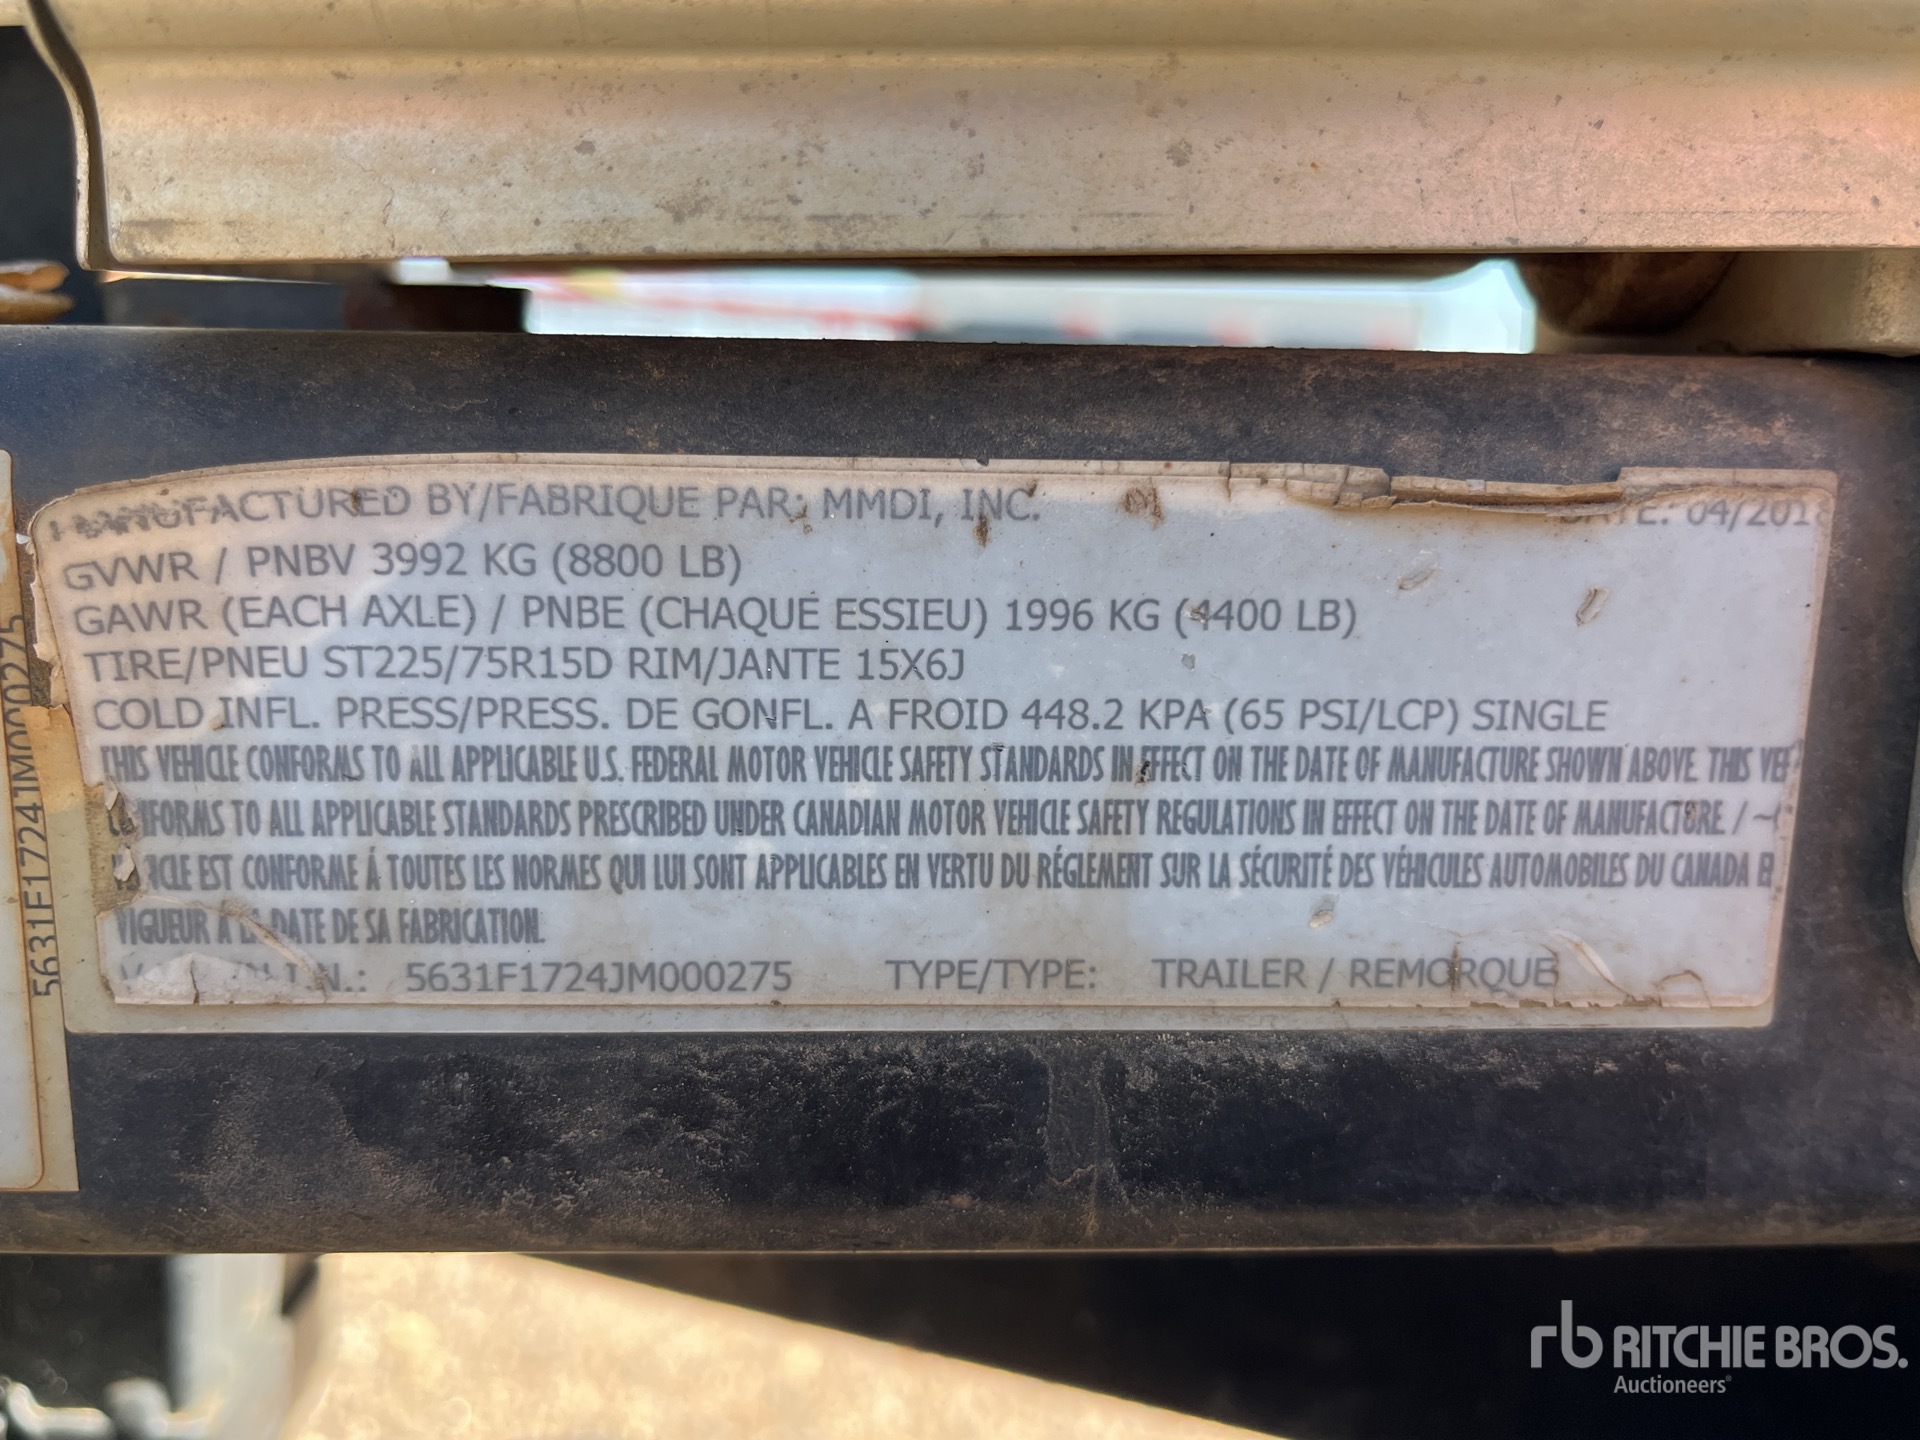 MANUFACTURED BY/FABRIQUE PAR: MMDI, INC. DATE: 04/2018
GVWR / PNBV 3992 KG (8800 LB)
GAWR (EACH AXLE) / PNBE (CHAQUE ESSIEU) 1996 KG (4400 LB)
TIRE/PNEU ST225/75R15D RIM/JANTE 15X6J
COLD INFL. PRESS/PRESS. DE GONFL. A FROID 448.2 KPA (65 PSI/LCP) SINGLE
THIS VEHICLE CONFORMS TO ALL APPLICABLE U.S. FEDERAL MOTOR VEHICLE SAFETY STANDARDS IN EFFECT ON THE DATE OF MANUFACTURE SHOWN ABOVE. THIS
CONFORMS TO ALL APPLICABLE STANDARDS PRESCRIBED UNDER CANADIAN MOTOR VEHICLE SAFETY REGULATIONS IN EFFECT ON THE DATE OF MANUFACTURE /
EST CONFORME Á TOUTES LES NORMES QUI LUI SONT APPLICABLES EN VERTU DU RÉGLEMENT SUR LA SÉCURITÉ DES VÉHICULES AUTOMOBILES DU CANADA
VIGUEUR Á LA DATE DE SA FABRICATION.
5631F1724JM000275 TYPE/TYPE: TRAILER / REMORQUE
5631F1724JM000275
rb RITCHIE BROS.
Auctioneers